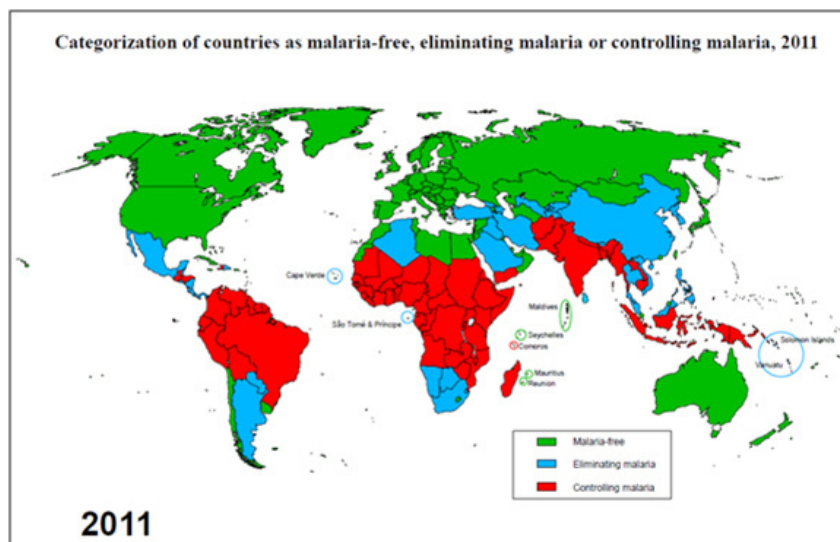 Categorization of countries as malaria-free, eliminating malaria or controlling malaria, 2011
Cape Verde
São Tomé & Príncipe
Maldives
Seychelles
Comoros
Mauritius
Reunion
Solomon Islands
Vanuatu
Malaria-free
Eliminating malaria
Controlling malaria
2011